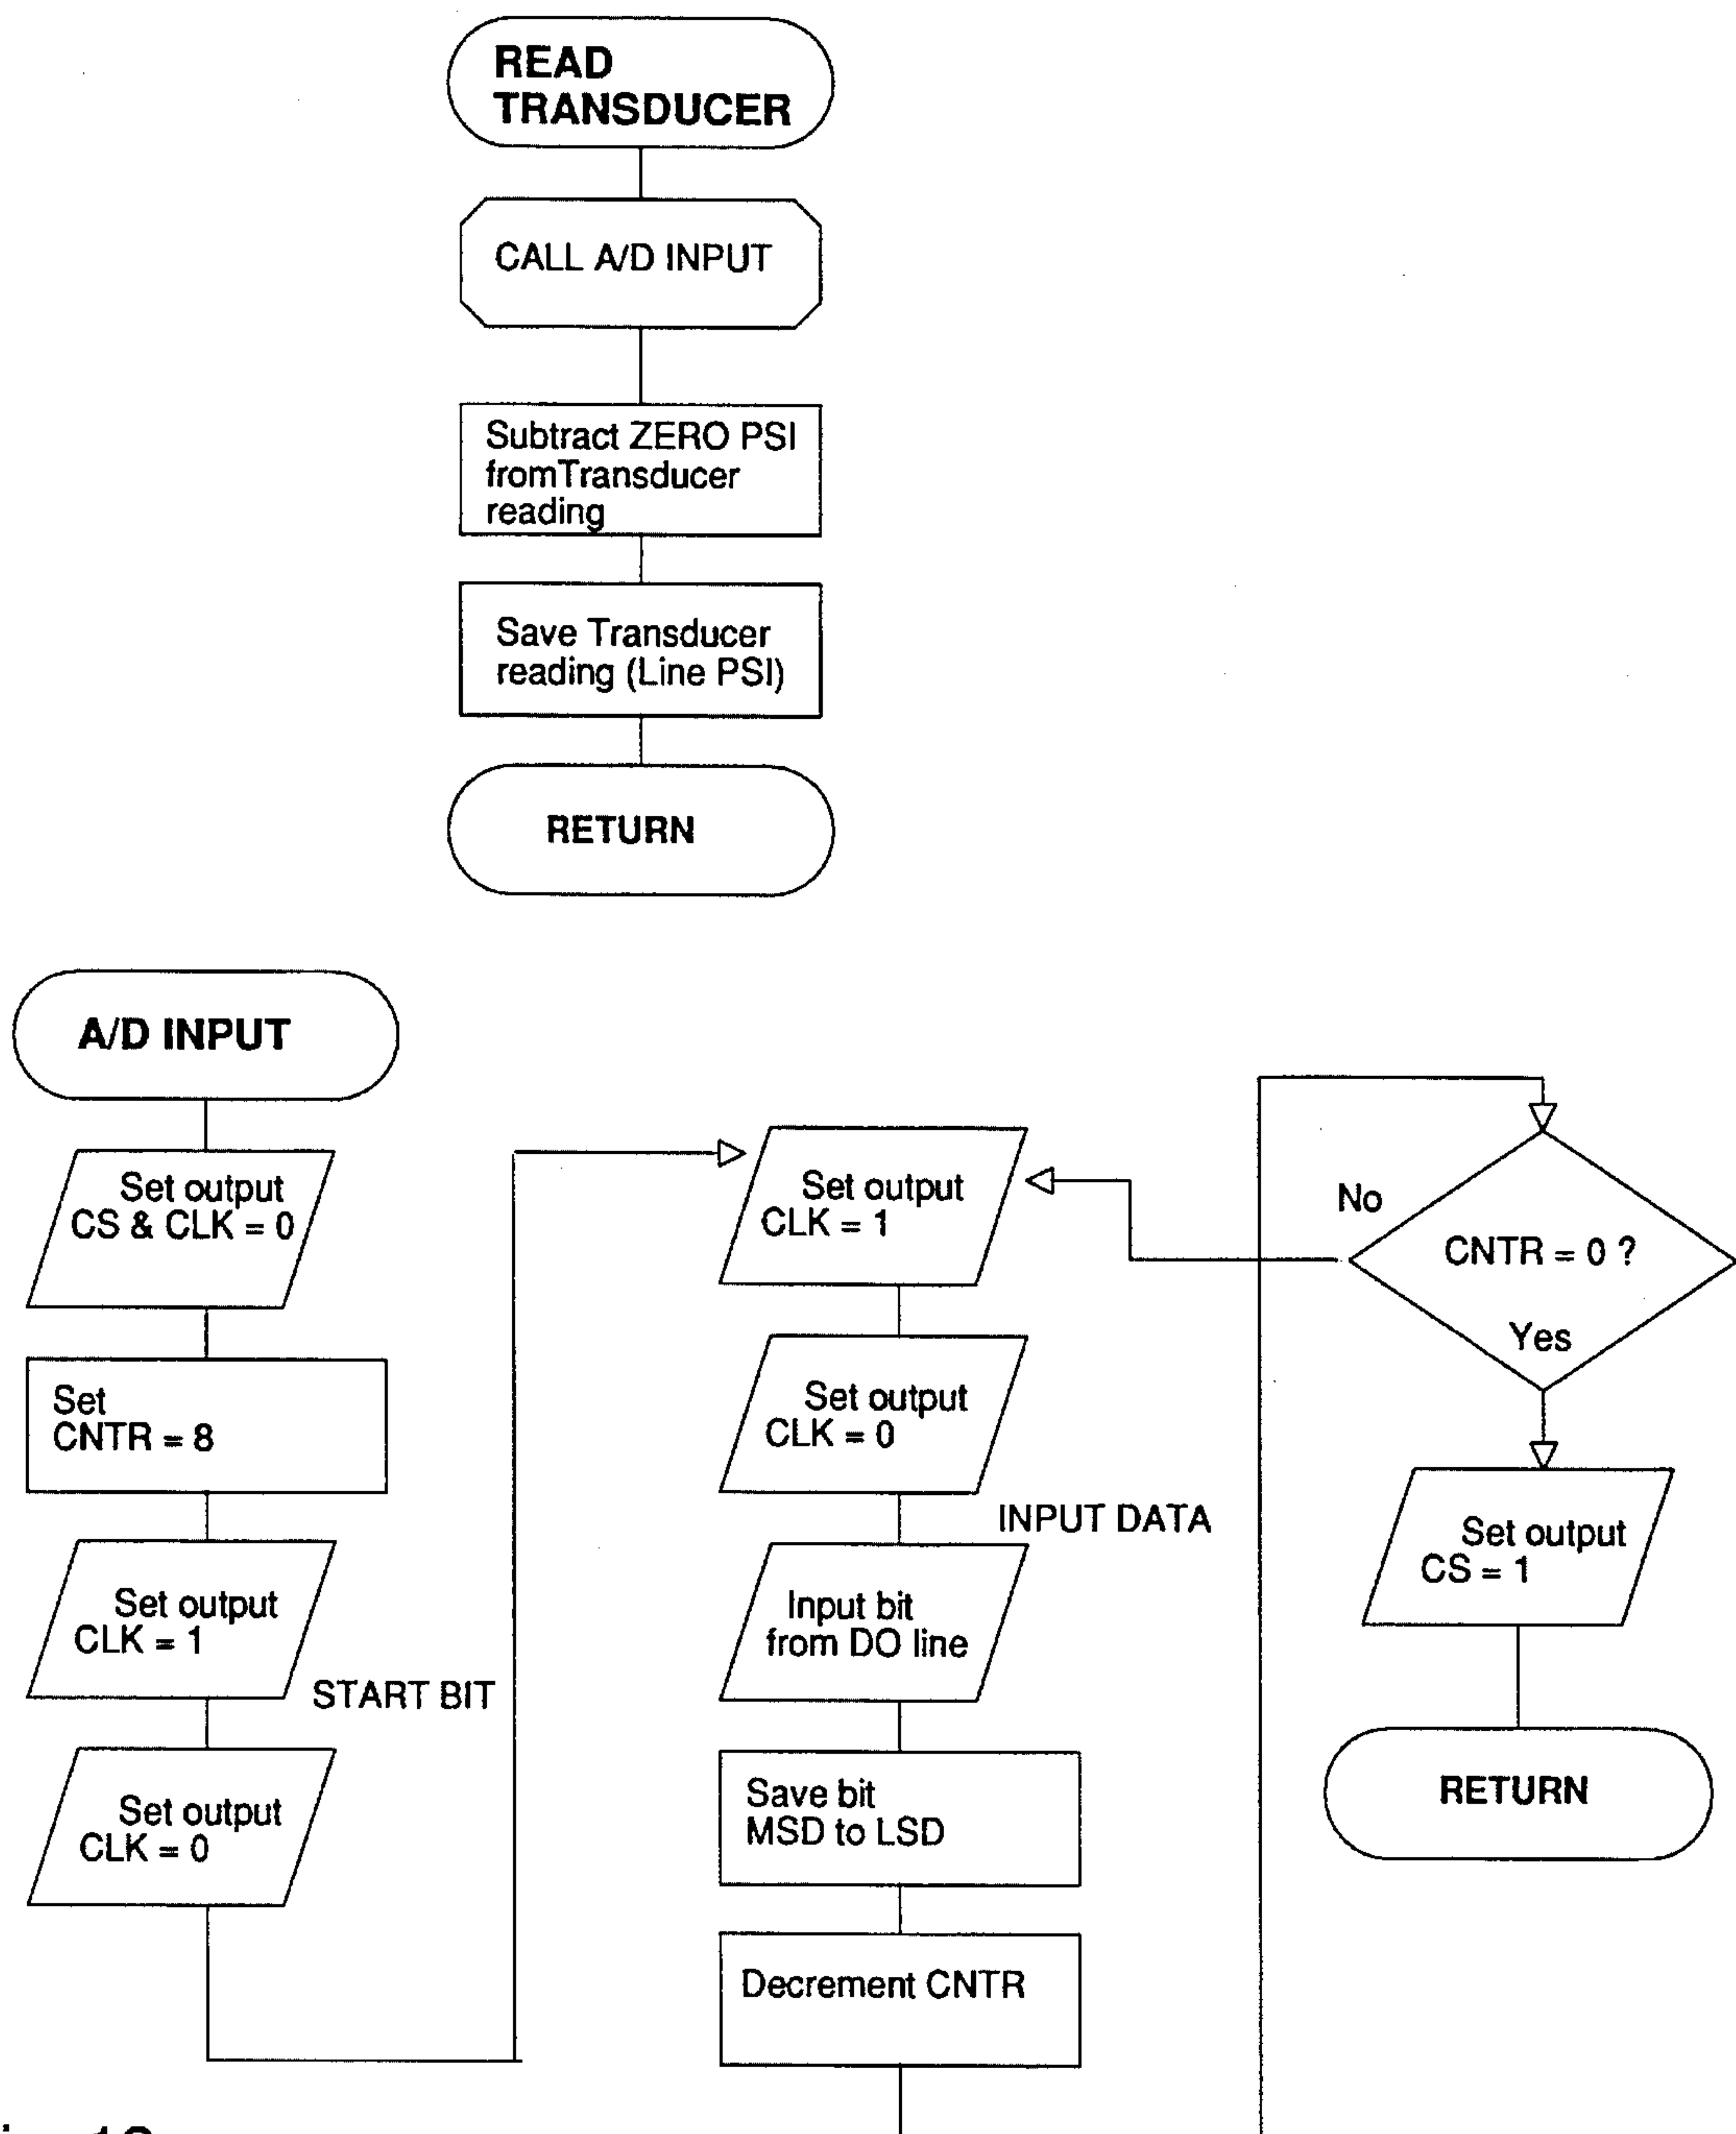 READ
TRANSDUCER
CALL A/D INPUT
Subtract ZERO PSI
fromTransducer
reading
Save Transducer
reading (Line PSI)
RETURN
A/D INPUT
Set output
CS & CLK = 0
Set
CNTR = 8
Set output
CLK = 1
START BIT
Set output
CLK = 0
Set output
CLK = 1
Set output
CLK = 0
INPUT DATA
Input bit
from DO line
Save bit
MSD to LSD
Decrement CNTR
No
CNTR = 0 ?
Yes
Set output
CS = 1
RETURN